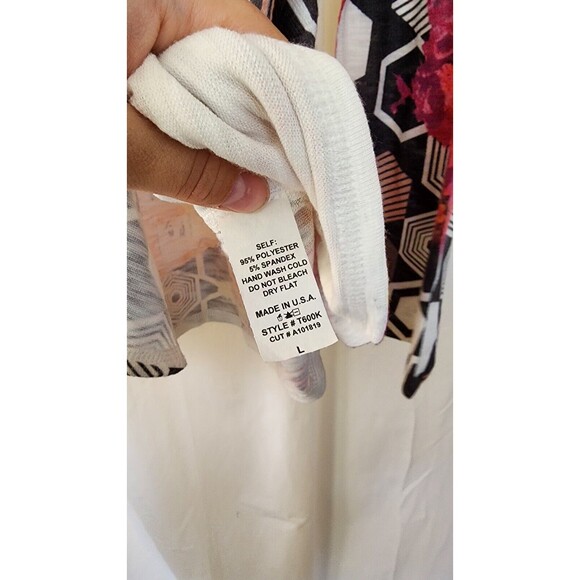 SELF:
95% POLYESTER
5% SPANDEX
HAND WASH COLD
DO NOT BLEACH
DRY FLAT
MADE IN U.S.A.
STYLE # T600K
CUT # A101819
L